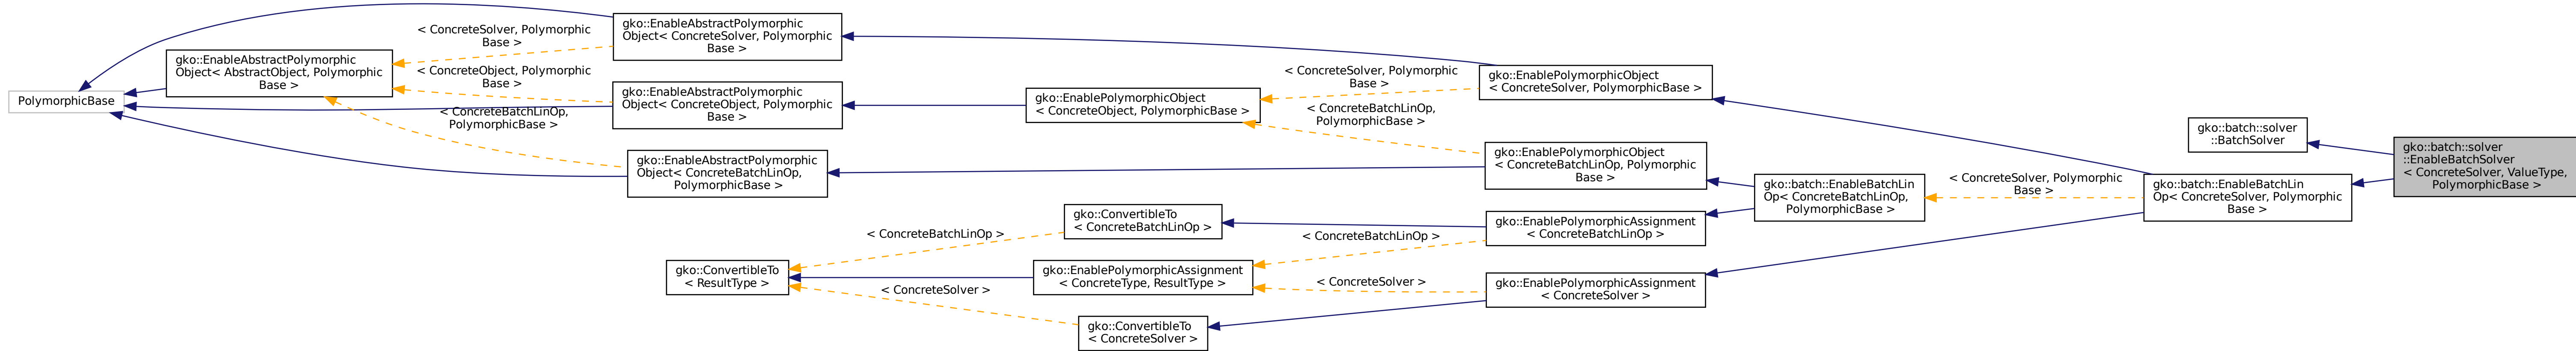 PolymorphicBase
gko::EnableAbstractPolymorphic
Object< AbstractObject, Polymorphic
Base >
< ConcreteSolver, Polymorphic
Base >
< ConcreteObject, Polymorphic
Base >
< ConcreteBatchLinOp,
PolymorphicBase >
gko::EnableAbstractPolymorphic
Object< ConcreteSolver, Polymorphic
Base >
gko::EnableAbstractPolymorphic
Object< ConcreteObject, Polymorphic
Base >
gko::EnableAbstractPolymorphic
Object< ConcreteBatchLinOp,
PolymorphicBase >
gko::ConvertibleTo
< ResultType >
< ConcreteBatchLinOp >
< ConcreteSolver >
gko::EnablePolymorphicObject
< ConcreteObject, PolymorphicBase >
gko::ConvertibleTo
< ConcreteBatchLinOp >
gko::EnablePolymorphicAssignment
< ConcreteType, ResultType >
gko::ConvertibleTo
< ConcreteSolver >
< ConcreteSolver, Polymorphic
Base >
< ConcreteBatchLinOp,
PolymorphicBase >
< ConcreteBatchLinOp >
< ConcreteSolver >
gko::EnablePolymorphicObject
< ConcreteSolver, PolymorphicBase >
gko::EnablePolymorphicObject
< ConcreteBatchLinOp, Polymorphic
Base >
gko::EnablePolymorphicAssignment
< ConcreteBatchLinOp >
gko::EnablePolymorphicAssignment
< ConcreteSolver >
gko::batch::EnableBatchLin
Op< ConcreteBatchLinOp,
PolymorphicBase >
< ConcreteSolver, Polymorphic
Base >
gko::batch::solver
::BatchSolver
gko::batch::EnableBatchLin
Op< ConcreteSolver, Polymorphic
Base >
gko::batch::solver
::EnableBatchSolver
< ConcreteSolver, ValueType,
PolymorphicBase >